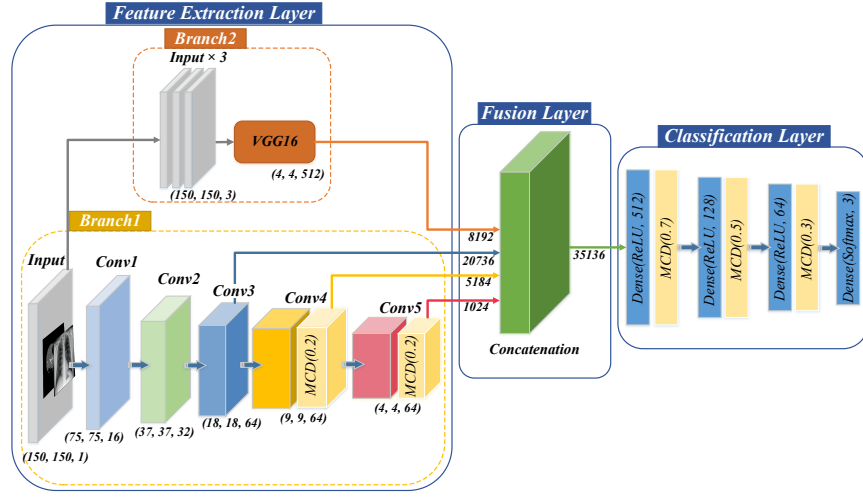 Feature Extraction Layer
Branch2
Input × 3
VGG16
(4, 4, 512)
(150, 150, 3)
Branch1
Input
Conv1
Conv2
Conv3
Conv4
Conv5
MCD(0.2)
MCD(0.2)
(150, 150, 1)
(75, 75, 16)
(37, 37, 32)
(18, 18, 64)
(9, 9, 64)
(4, 4, 64)
Fusion Layer
8192
20736
5184
1024
35136
Concatenation
Classification Layer
Dense(ReLU, 512)
MCD(0.7)
Dense(ReLU, 128)
MCD(0.5)
Dense(ReLU, 64)
MCD(0.3)
Dense(Softmax, 3)